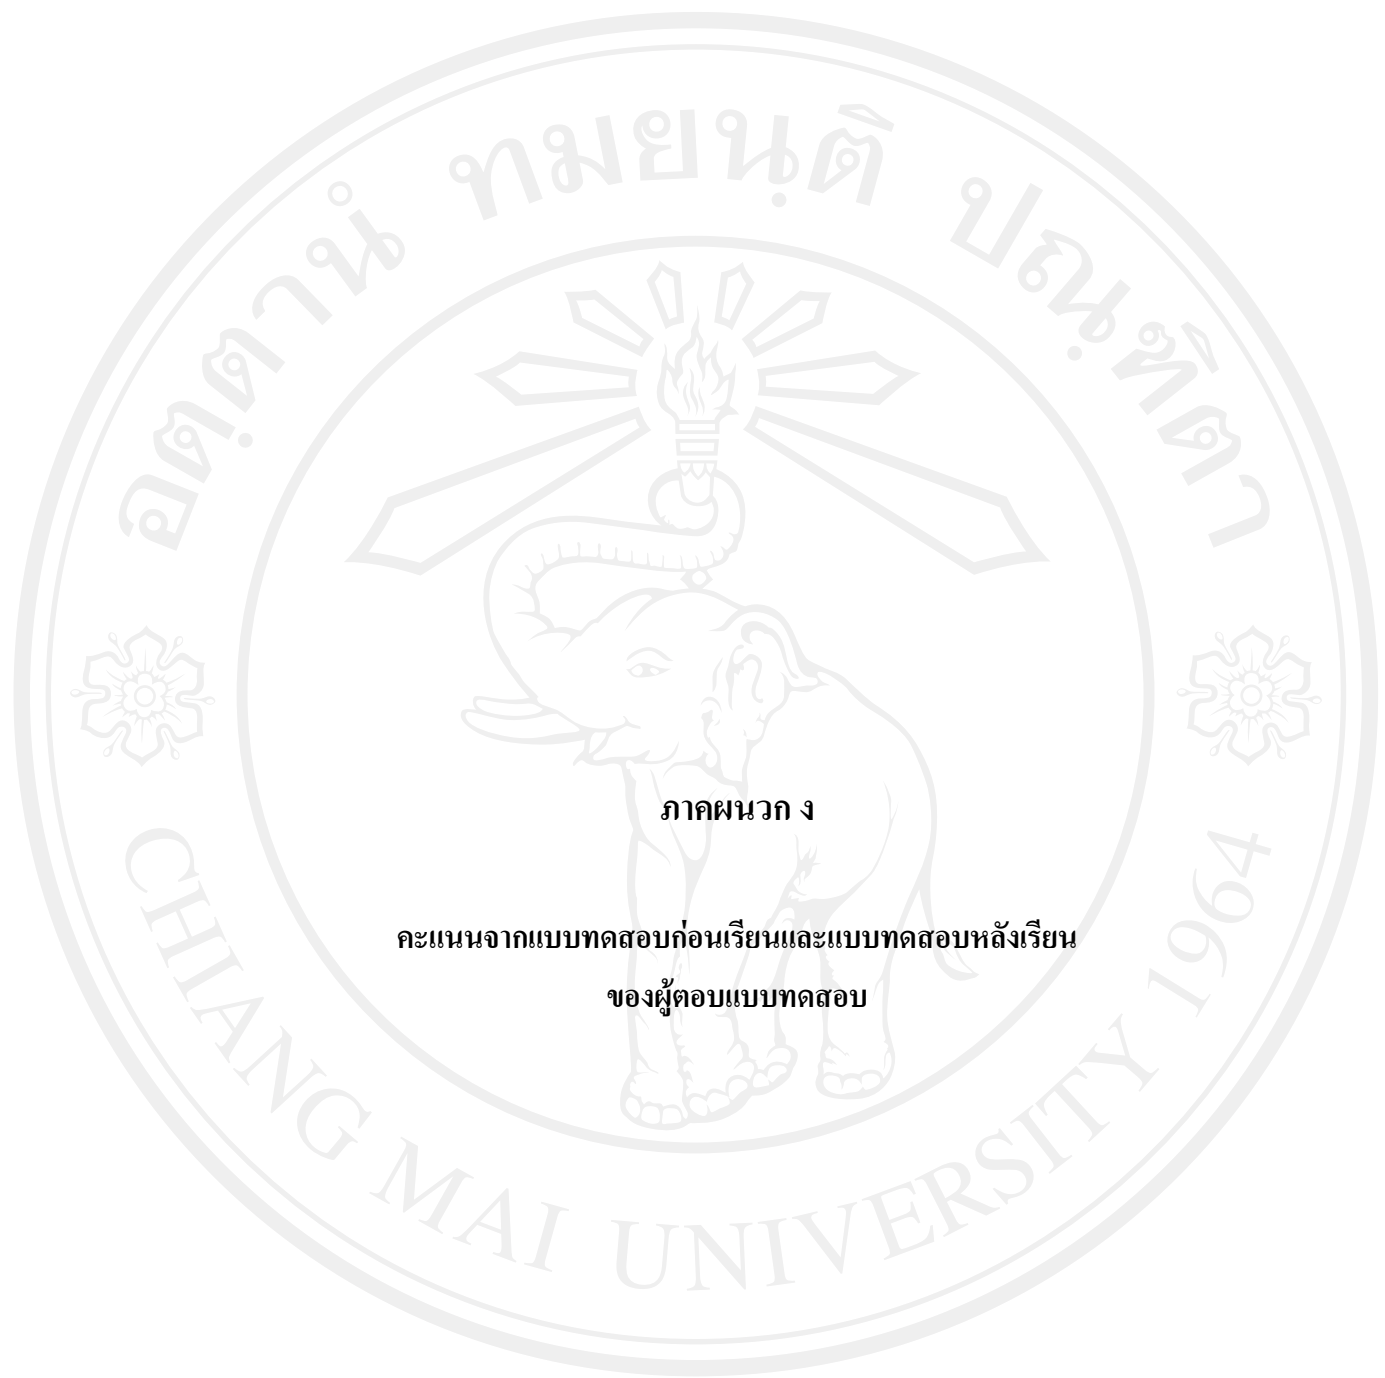 อตฺตานํ ทมยนฺติ ปณฺฑิตา
ภาคผนวก ง
คะแนนจากแบบทดสอบก่อนเรียนและแบบทดสอบหลังเรียน
ของผู้ตอบแบบทดสอบ
CHIANG MAI UNIVERSITY 1964